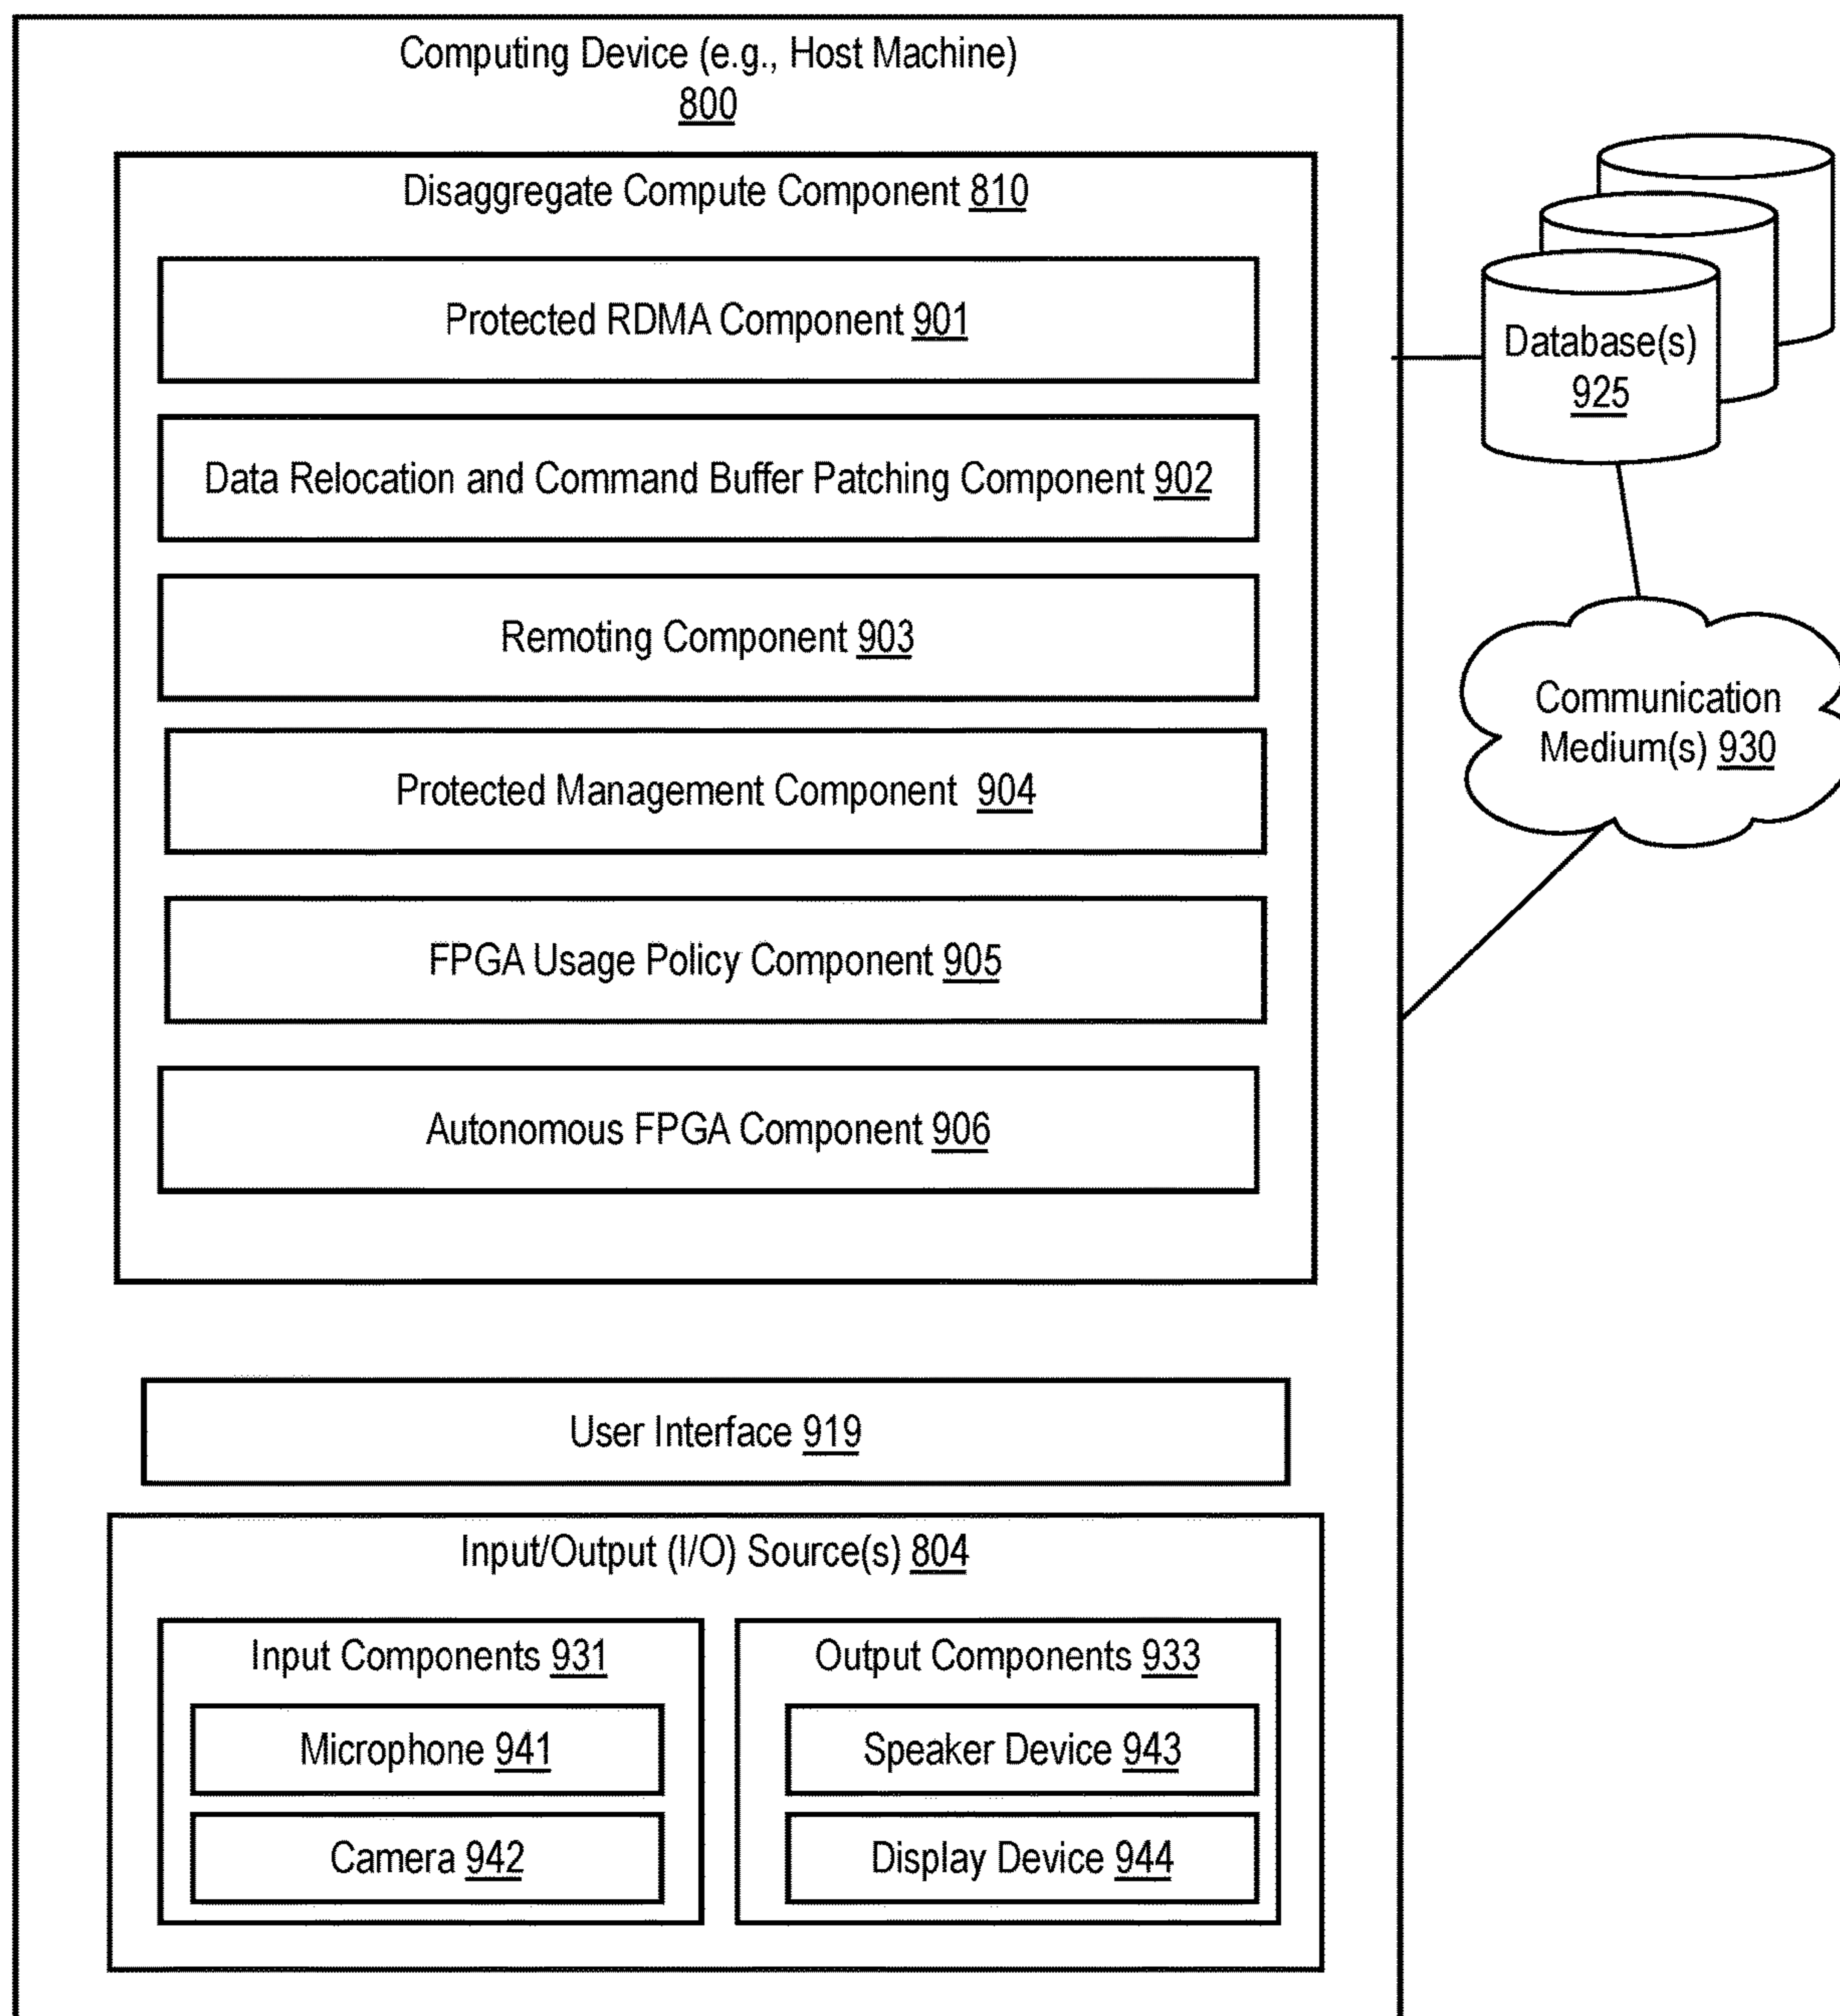 Computing Device (e.g., Host Machine)
800
Disaggregate Compute Component 810
Protected RDMA Component 901
Data Relocation and Command Buffer Patching Component 902
Remoting Component 903
Protected Management Component 904
FPGA Usage Policy Component 905
Autonomous FPGA Component 906
User Interface 919
Input/Output (I/O) Source(s) 804
Input Components 931
Microphone 941
Camera 942
Output Components 933
Speaker Device 943
Display Device 944
Database(s)
925
Communication
Medium(s) 930